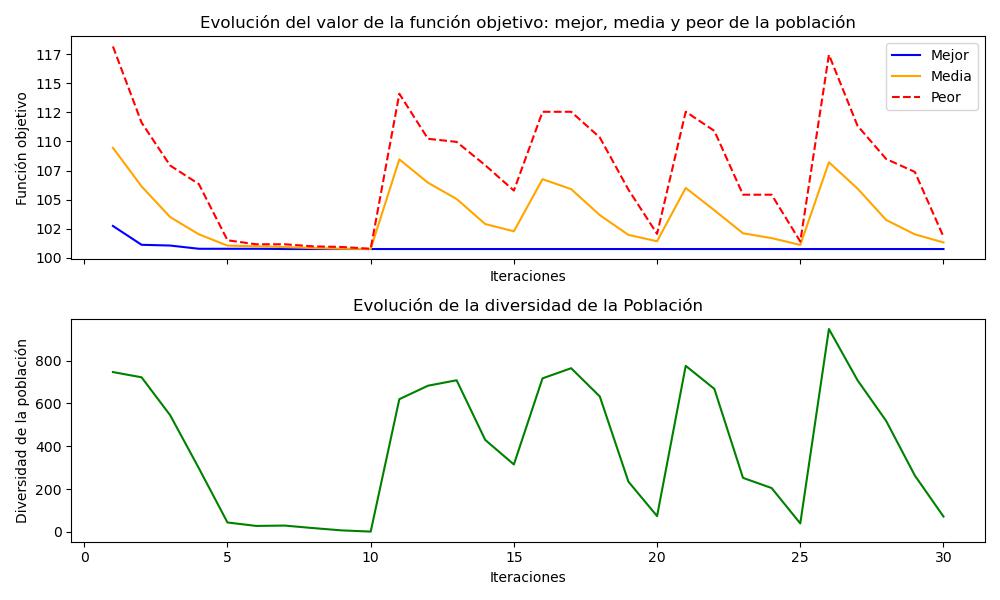 Evolución del valor de la función objetivo: mejor, media y peor de la población
Función objetivo
117
115
112
110
107
105
102
100
Mejor
Media
Peor
Iteraciones
Evolución de la diversidad de la Población
Diversidad de la población
800
600
400
200
0
0 5 10 15 20 25 30
Iteraciones